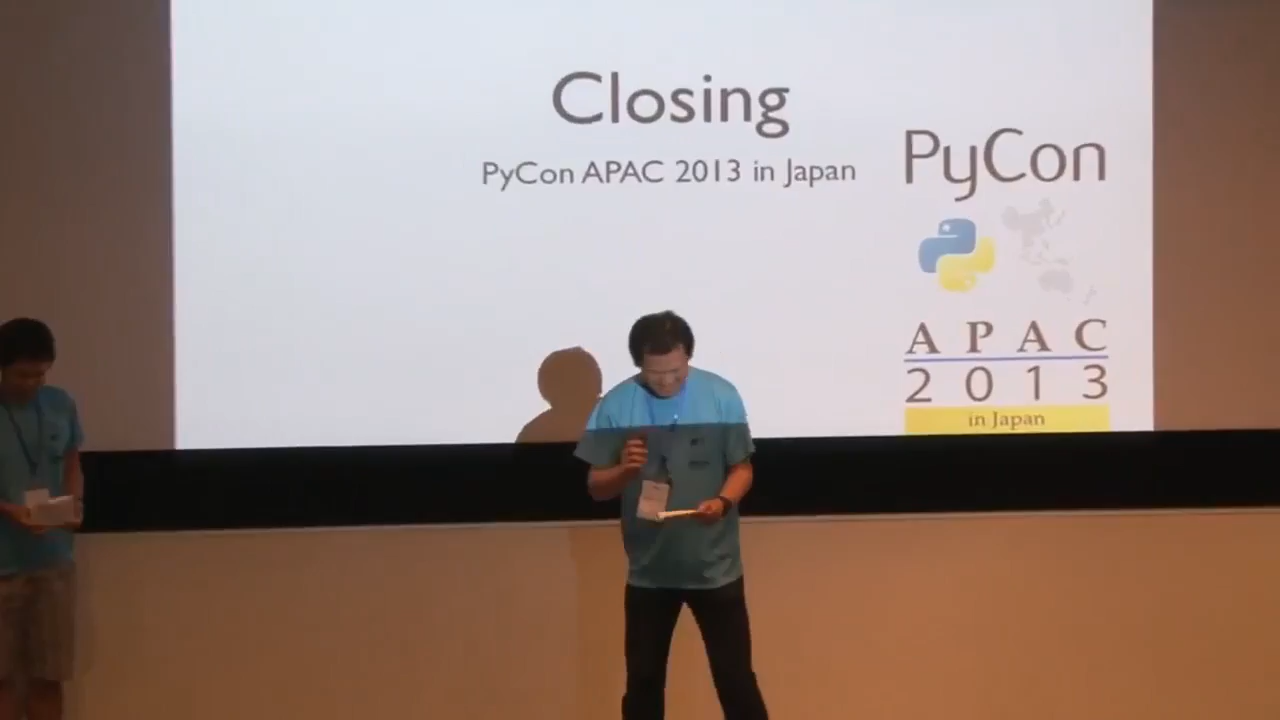 Closing
PyCon APAC 2013 in Japan
PyCon
APAC
2013
in Japan